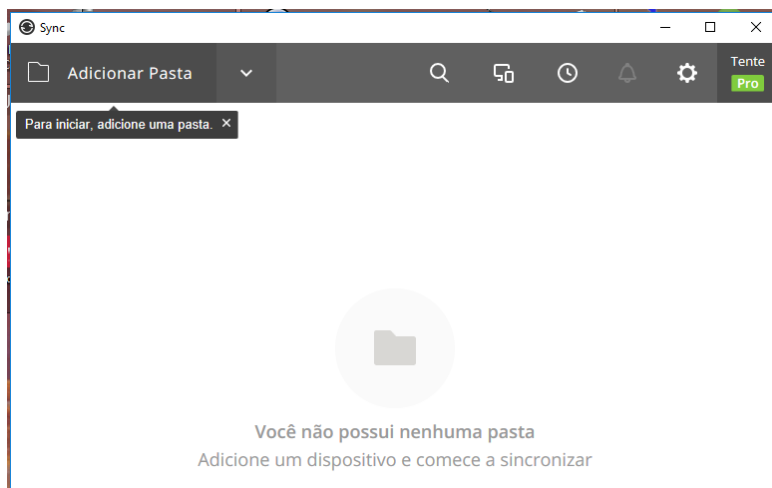 Sync
Adicionar Pasta
Tente
Pro
Para iniciar, adicione uma pasta.
Você não possui nenhuma pasta
Adicione um dispositivo e comece a sincronizar